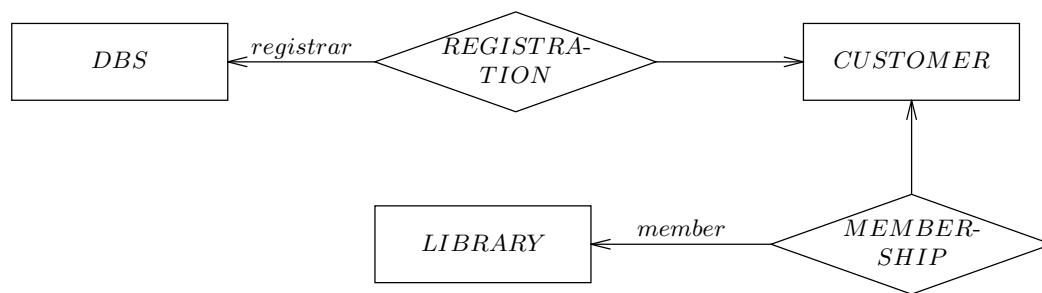 DBS
registrar
REGISTRA-
TION
CUSTOMER
LIBRARY
member
MEMBER-
SHIP